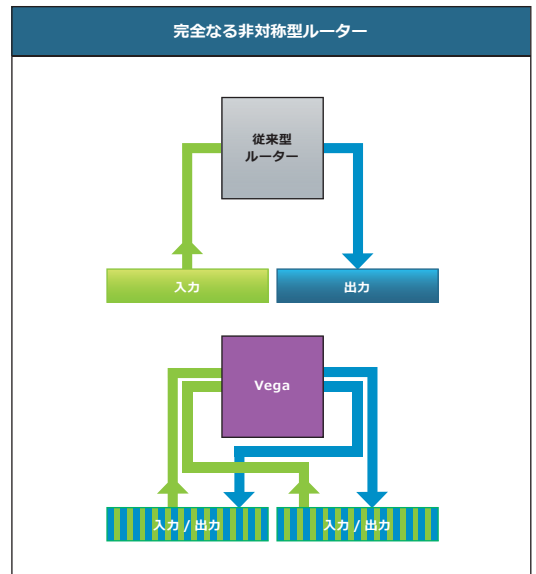 完全なる非対称型ルーター
従来型
ルーター
入力
出力
Vega
入力 / 出力
入力 / 出力